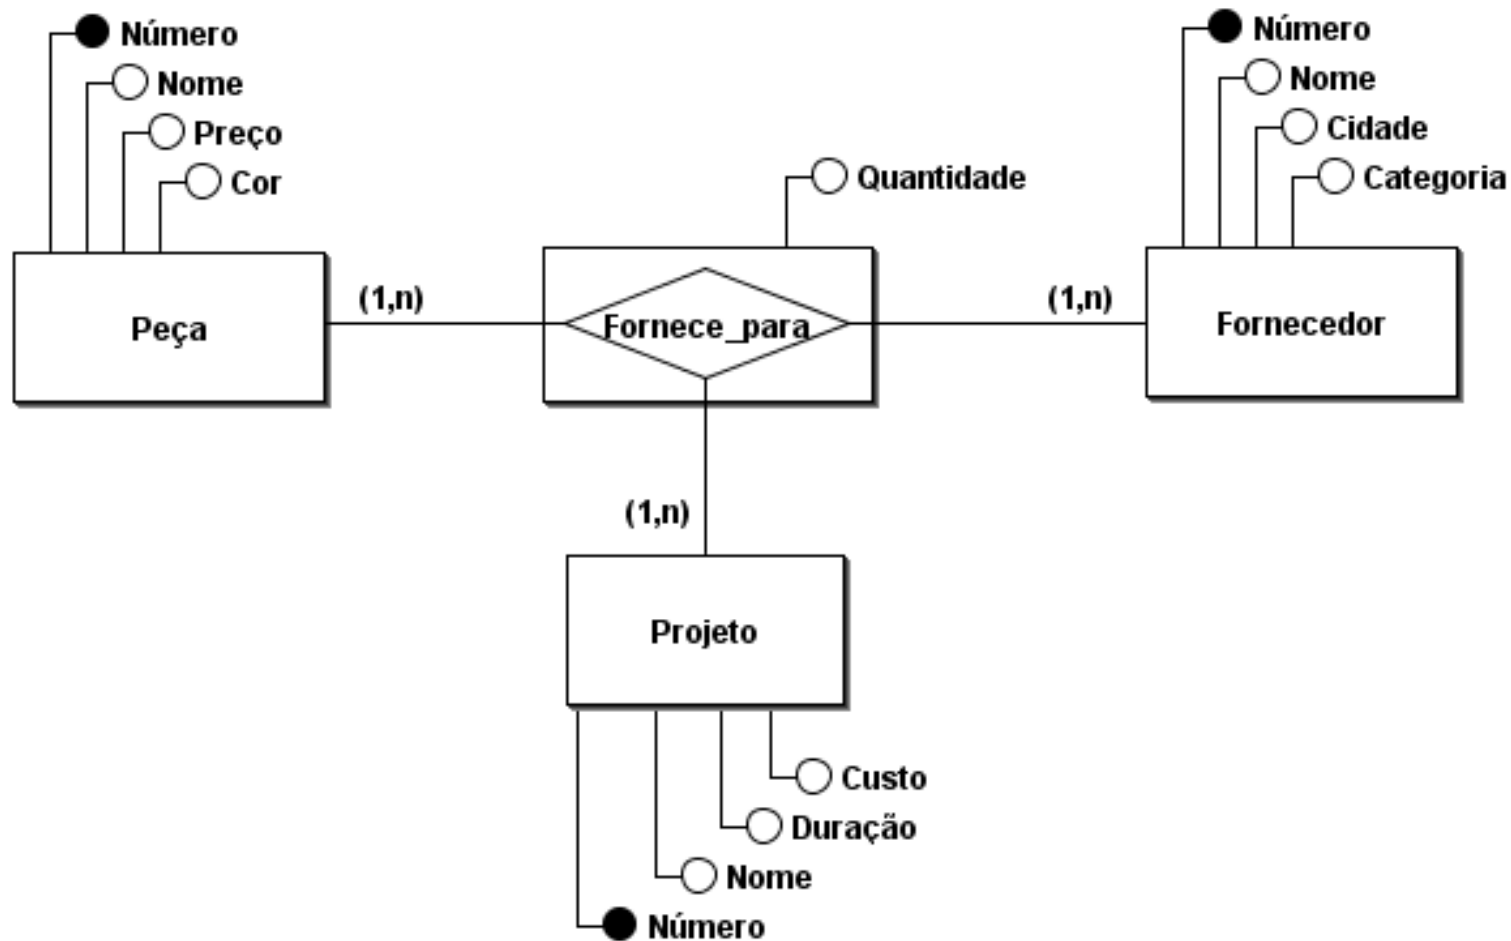 Número
Nome
Preço
Cor
Peça
(1,n)
Fornece_para
Quantidade
(1,n)
Número
Nome
Cidade
Categoria
Fornecedor
(1,n)
Projeto
Custo
Duração
Nome
Número